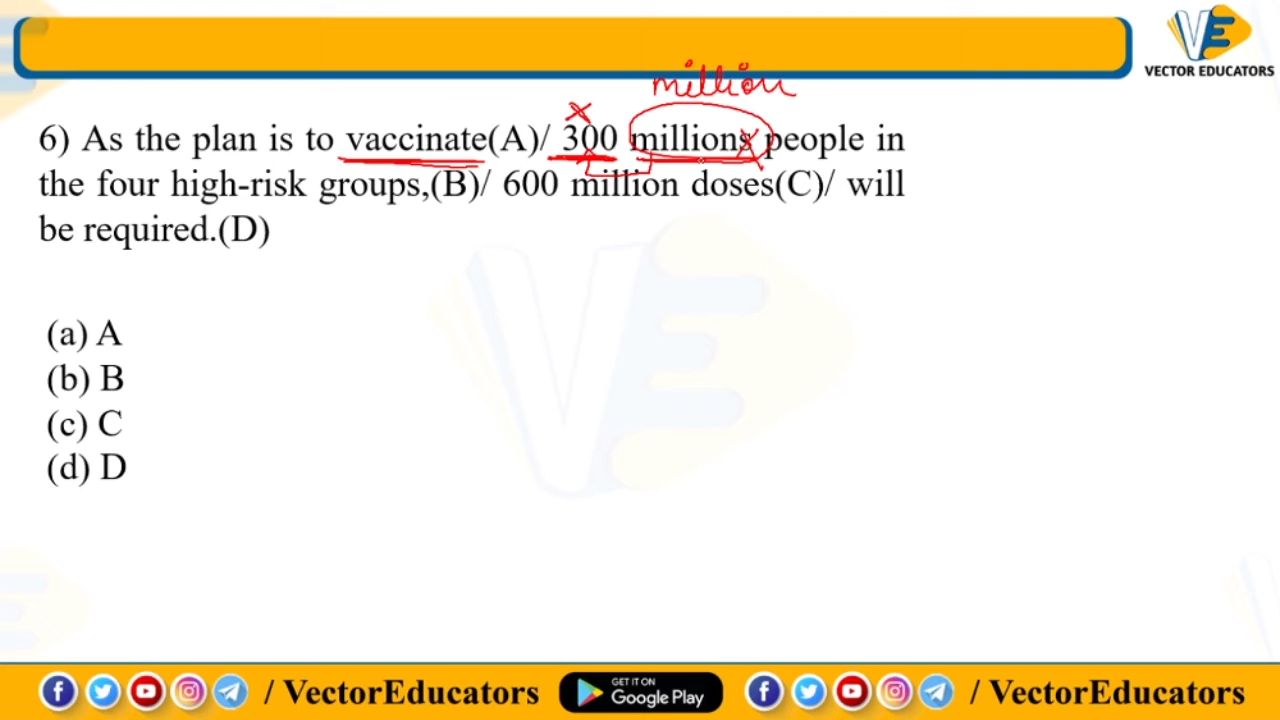 VE
VECTOR EDUCATORS
million
6) As the plan is to vaccinate(A)/ 300 millions people in
the four high-risk groups,(B)/ 600 million doses(C)/ will
be required.(D)
(a) A
(b) B
(c) C
(d) D
/ VectorEducators GET IT ON Google Play / VectorEducators